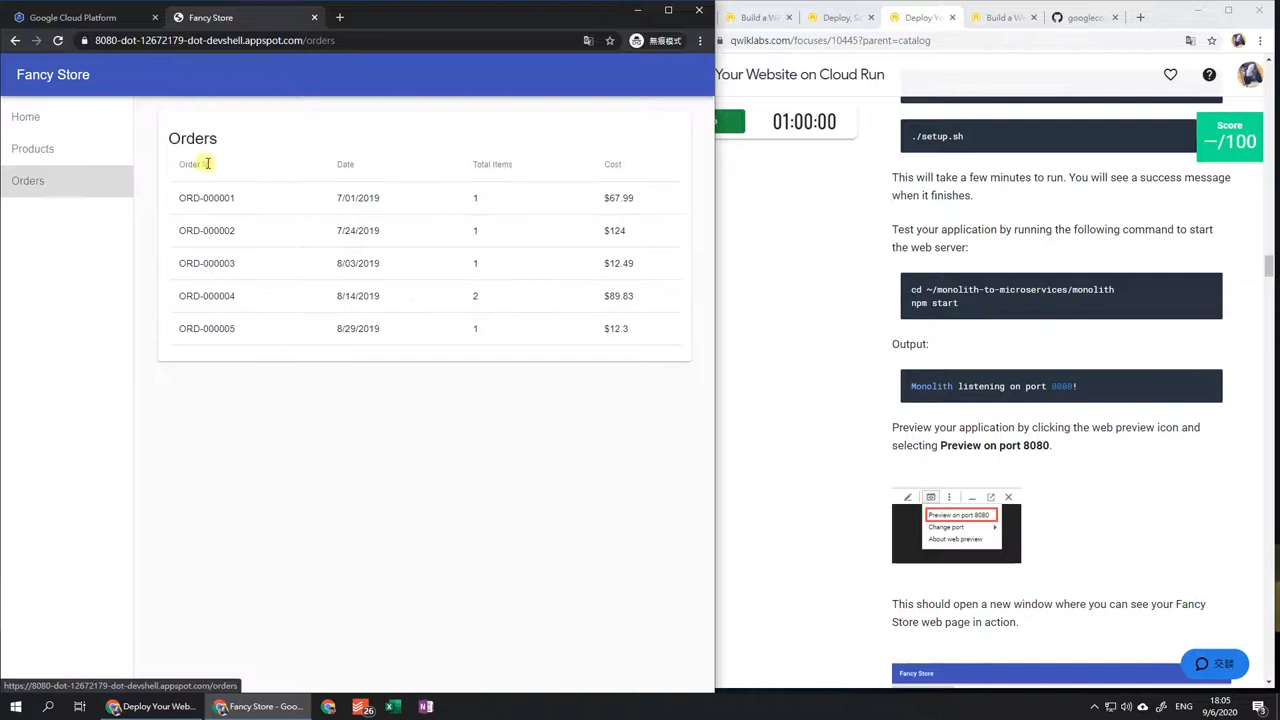 Google Cloud Platform
Fancy Store
8080-dot-12672179-dot-devshell.appspot.com/orders
無痕模式
Fancy Store
Home
Products
Orders
Orders
Order
Date
Total Items
Cost
ORD-000001
7/01/2019
1
$67.99
ORD-000002
7/24/2019
1
$124
ORD-000003
8/03/2019
1
$12.49
ORD-000004
8/14/2019
2
$89.83
ORD-000005
8/29/2019
1
$12.3
https://8080-dot-12672179-dot-devshell.appspot.com/orders
Build a W
Deploy, Sc
Deploy Yo
Build a W
googlec
qwiklabs.com/focuses/10445?parent=catalog
Your Website on Cloud Run
01:00:00
Score
—/100
./setup.sh
This will take a few minutes to run. You will see a success message
when it finishes.
Test your application by running the following command to start
the web server:
cd ~/monolith-to-microservices/monolith
npm start
Output:
Monolith listening on port 8080!
Preview your application by clicking the web preview icon and
selecting Preview on port 8080.
Preview on port 8080
Change port
About web preview
This should open a new window where you can see your Fancy
Store web page in action.
交談
Fancy Store
Deploy Your Web...
Fancy Store - Goo...
26
ENG
18:05
9/6/2020
3